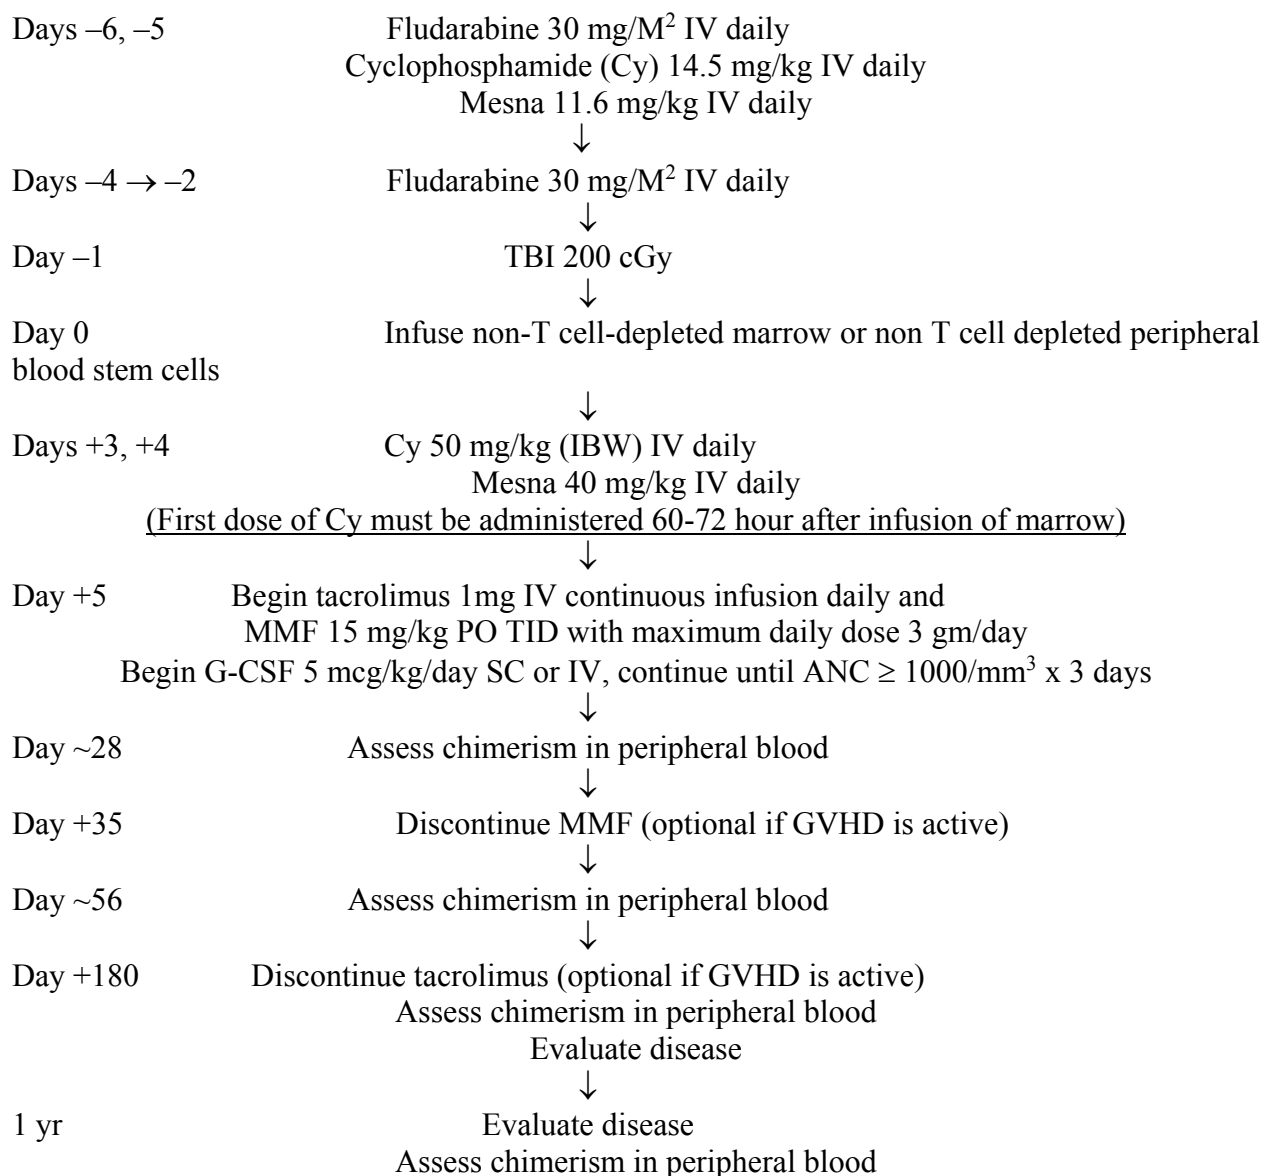 Days –6, –5 Fludarabine 30 mg/M² IV daily
Cyclophosphamide (Cy) 14.5 mg/kg IV daily
Mesna 11.6 mg/kg IV daily
↓
Days –4 → –2 Fludarabine 30 mg/M² IV daily
↓
Day –1 TBI 200 cGy
↓
Day 0 Infuse non-T cell-depleted marrow or non T cell depleted peripheral
blood stem cells
↓
Days +3, +4 Cy 50 mg/kg (IBW) IV daily
Mesna 40 mg/kg IV daily
(First dose of Cy must be administered 60-72 hour after infusion of marrow)
↓
Day +5 Begin tacrolimus 1mg IV continuous infusion daily and
MMF 15 mg/kg PO TID with maximum daily dose 3 gm/day
Begin G-CSF 5 mcg/kg/day SC or IV, continue until ANC ≥ 1000/mm³ x 3 days
↓
Day ~28 Assess chimerism in peripheral blood
↓
Day +35 Discontinue MMF (optional if GVHD is active)
↓
Day ~56 Assess chimerism in peripheral blood
↓
Day +180 Discontinue tacrolimus (optional if GVHD is active)
Assess chimerism in peripheral blood
Evaluate disease
↓
1 yr Evaluate disease
Assess chimerism in peripheral blood